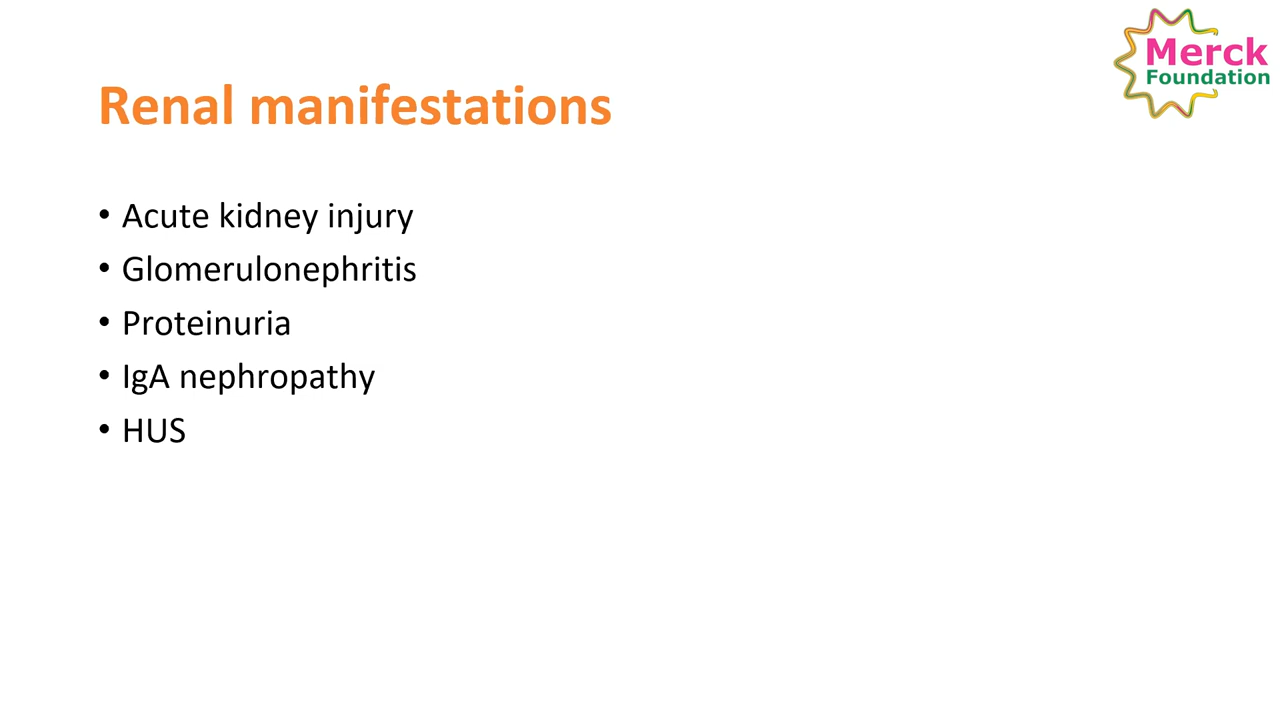 Merck
Foundation
Renal manifestations
• Acute kidney injury
• Glomerulonephritis
• Proteinuria
• IgA nephropathy
• HUS